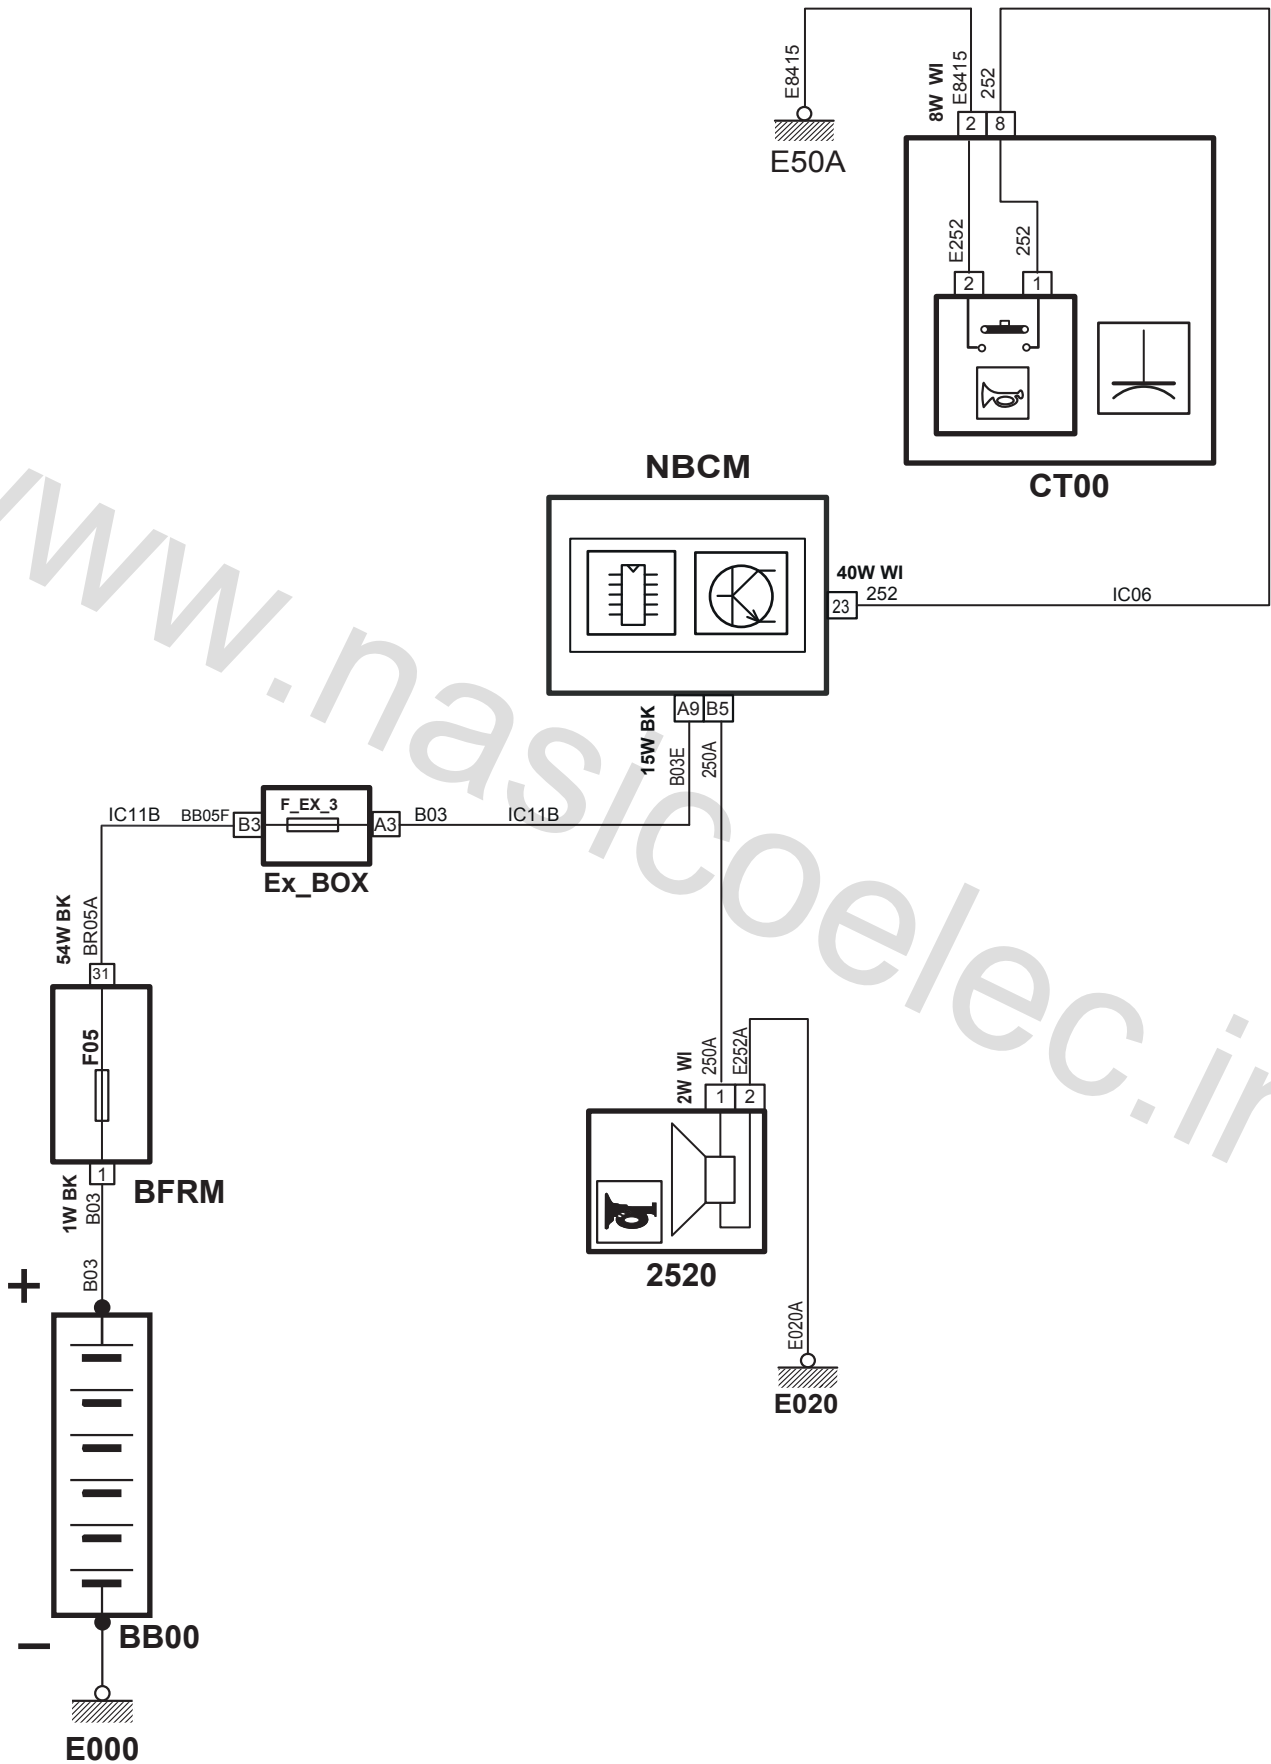 E8415
E50A
8W WI
E8415
252
2
8
E252
252
2
1
CT00
NBCM
40W WI
23
252
IC06
A9
B5
15W BK
B03E
250A
IC11B
BB05F
B3
F_EX_3
A3
B03
IC11B
Ex_BOX
54W BK
BR05A
31
F05
1
BFRM
1W BK
B03
B03
+
BB00
–
E000
2W WI
250A
E252A
1
2
2520
E020A
E020
www.nasicoelec.ir